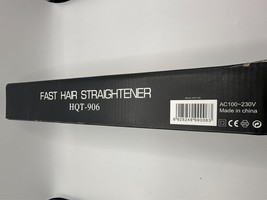 FAST HAIR STRAIGHTENER
HQT-906
AC100~230V
Made in china